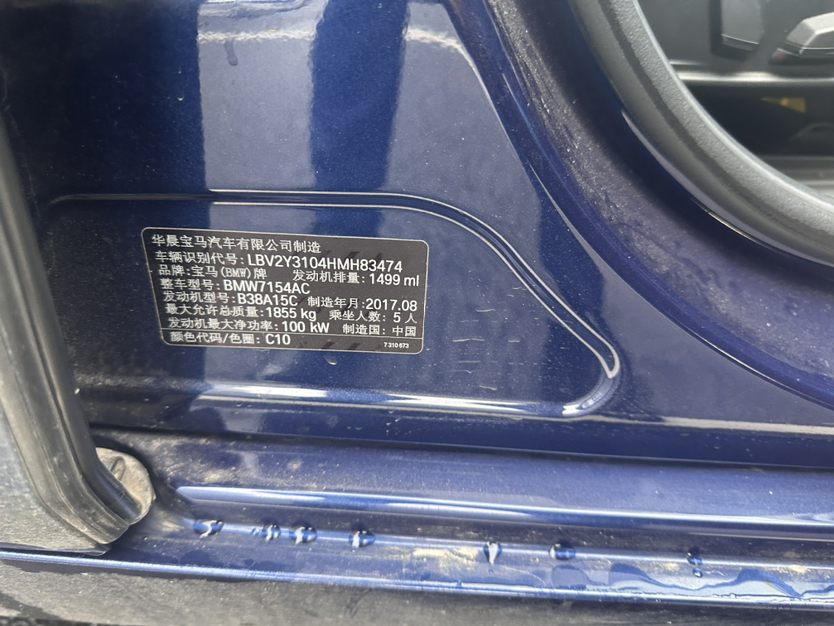 华晨宝马汽车有限公司制造
车辆识别代号: LBV2Y3104HMH83474
品牌: 宝马(BMW)牌 发动机排量: 1499 ml
整车型号: BMW7154AC
发动机型号: B38A15C 制造年月: 2017.08
最大允许总质量: 1855 kg 乘坐人数: 5 人
发动机最大净功率: 100 kW 制造国: 中国
颜色代码/色圈: C10 7 310 673